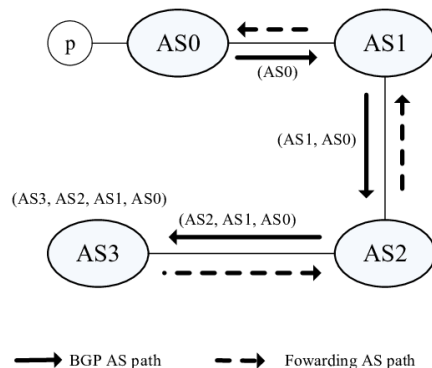 p
AS0
AS1
(AS0)
(AS1, AS0)
(AS3, AS2, AS1, AS0)
(AS2, AS1, AS0)
AS3
AS2
BGP AS path
Fowarding AS path